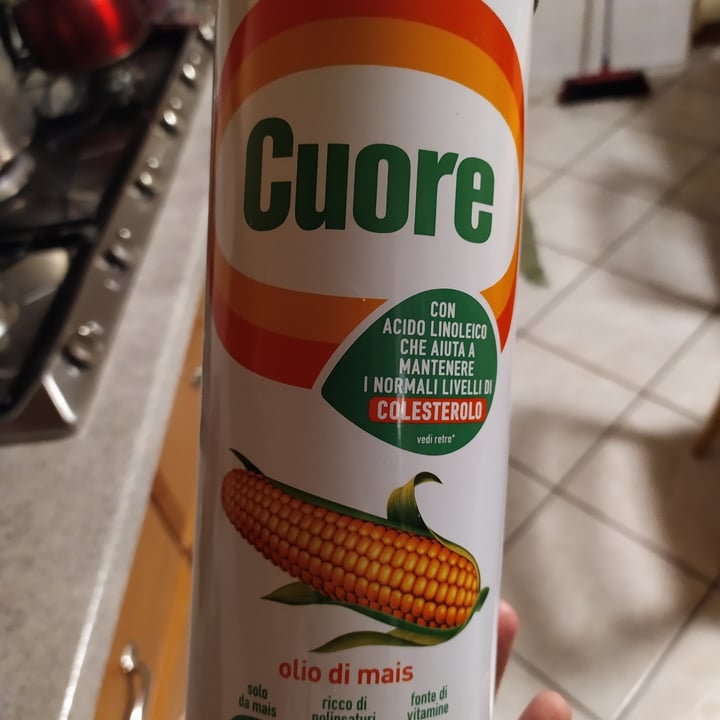 Cuore
CON
ACIDO LINOLEICO
CHE AIUTA A
MANTENERE
I NORMALI LIVELLI DI
COLESTEROLO
vedi retro*
olio di mais
solo
da mais
ricco di
polinsaturi
fonte di
vitamine